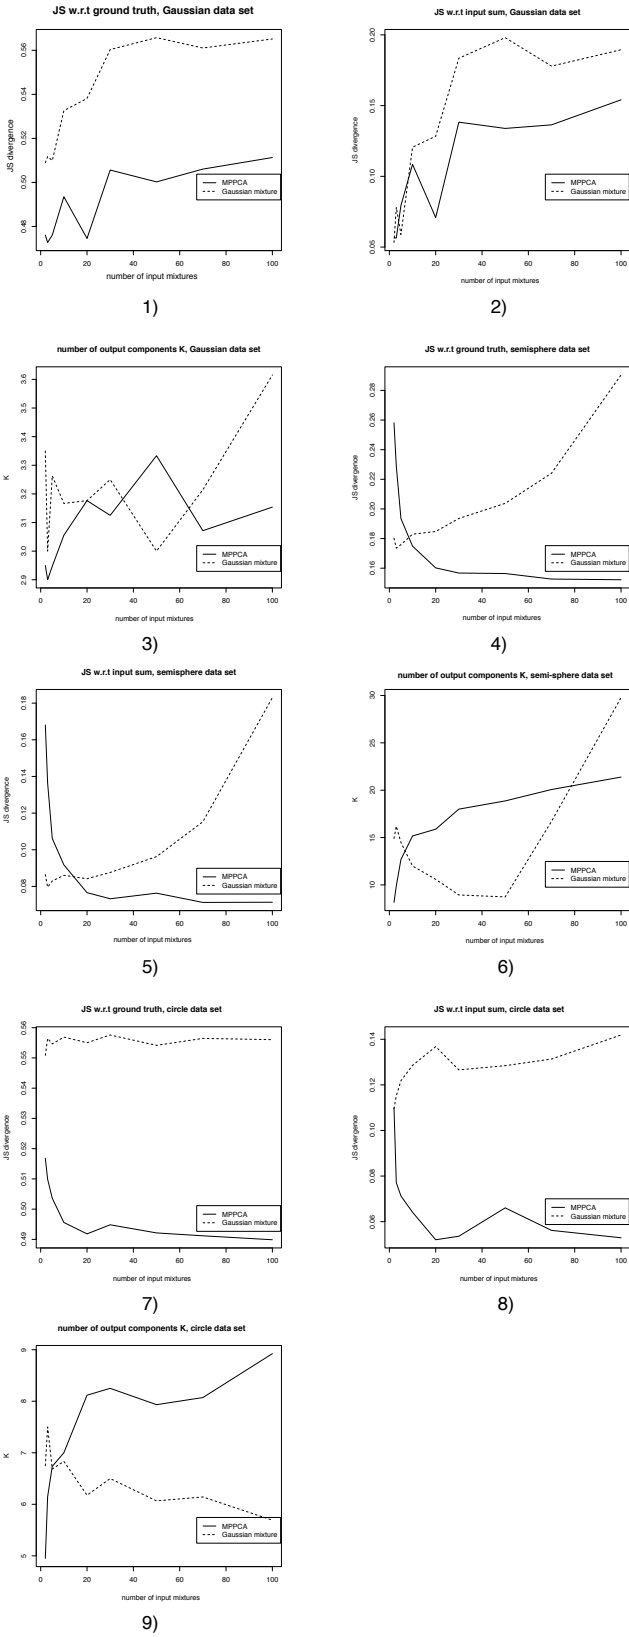 JS w.r.t ground truth, Gaussian data set
JS divergence
0.48 0.50 0.52 0.54 0.56
MPPCA
Gaussian mixture
0 20 40 60 80 100
number of input mixtures
1)
JS w.r.t input sum, Gaussian data set
JS divergence
0.05 0.10 0.15 0.20
MPPCA
Gaussian mixture
0 20 40 60 80 100
number of input mixtures
2)
number of output components K, Gaussian data set
K
2.9 3.0 3.1 3.2 3.3 3.4 3.5 3.6
MPPCA
Gaussian mixture
0 20 40 60 80 100
number of input mixtures
3)
JS w.r.t ground truth, semisphere data set
JS divergence
0.16 0.18 0.20 0.22 0.24 0.26 0.28
MPPCA
Gaussian mixture
0 20 40 60 80 100
number of input mixtures
4)
JS w.r.t input sum, semisphere data set
JS divergence
0.08 0.10 0.12 0.14 0.16 0.18
MPPCA
Gaussian mixture
0 20 40 60 80 100
number of input mixtures
5)
number of output components K, semi-sphere data set
K
10 15 20 25 30
MPPCA
Gaussian mixture
0 20 40 60 80 100
number of input mixtures
6)
JS w.r.t ground truth, circle data set
JS divergence
0.49 0.50 0.51 0.52 0.53 0.54 0.55 0.56
MPPCA
Gaussian mixture
0 20 40 60 80 100
number of input mixtures
7)
JS w.r.t input sum, circle data set
JS divergence
0.06 0.08 0.10 0.12 0.14
MPPCA
Gaussian mixture
0 20 40 60 80 100
number of input mixtures
8)
number of output components K, circle data set
K
5 6 7 8 9
MPPCA
Gaussian mixture
0 20 40 60 80 100
number of input mixtures
9)